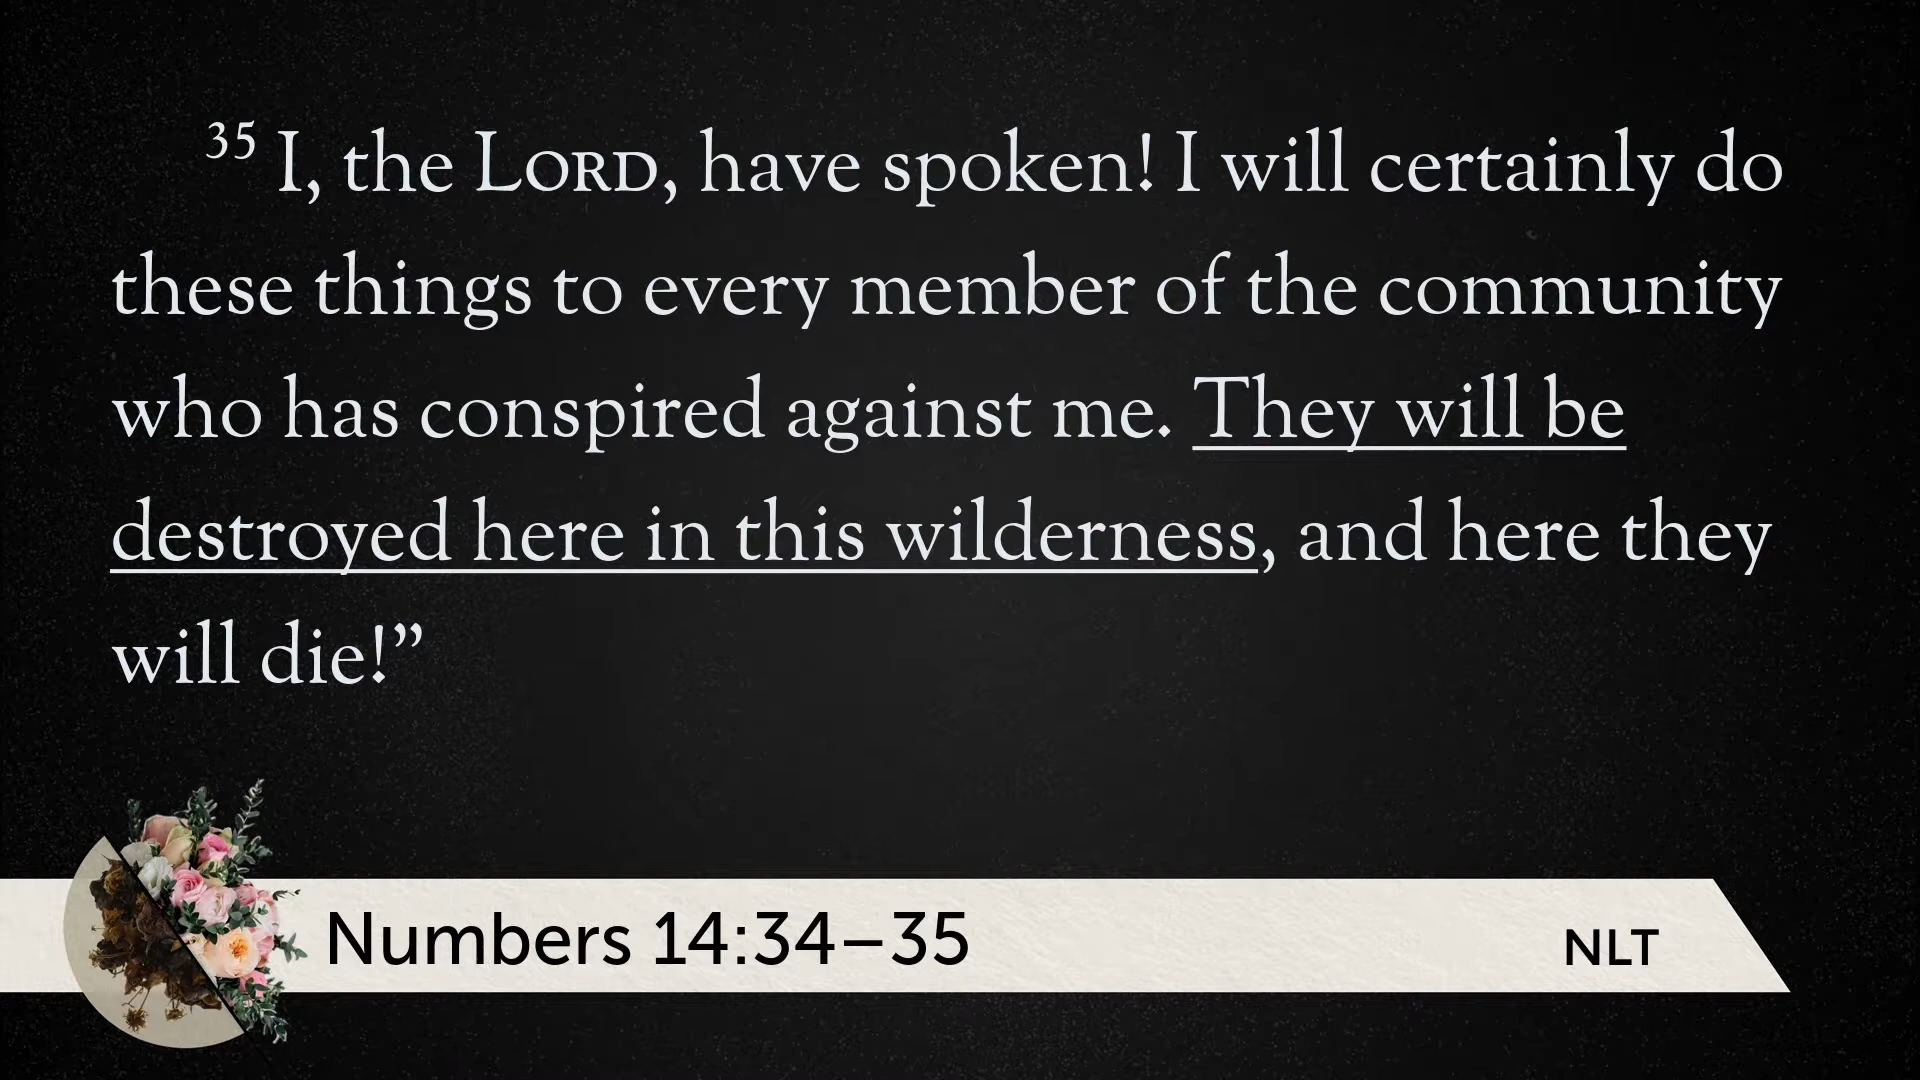 35 I, the LORD, have spoken! I will certainly do
these things to every member of the community
who has conspired against me. They will be
destroyed here in this wilderness, and here they
will die!”
Numbers 14:34–35
NLT